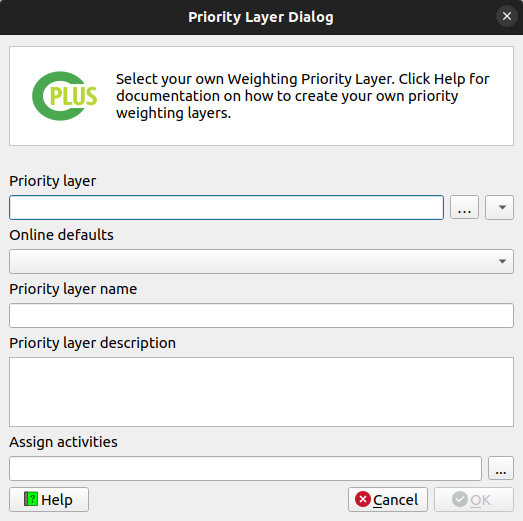 Priority Layer Dialog
PLUS
Select your own Weighting Priority Layer. Click Help for
documentation on how to create your own priority
weighting layers.
Priority layer
...
Online defaults
Priority layer name
Priority layer description
Assign activities
...
? Help
Cancel
OK